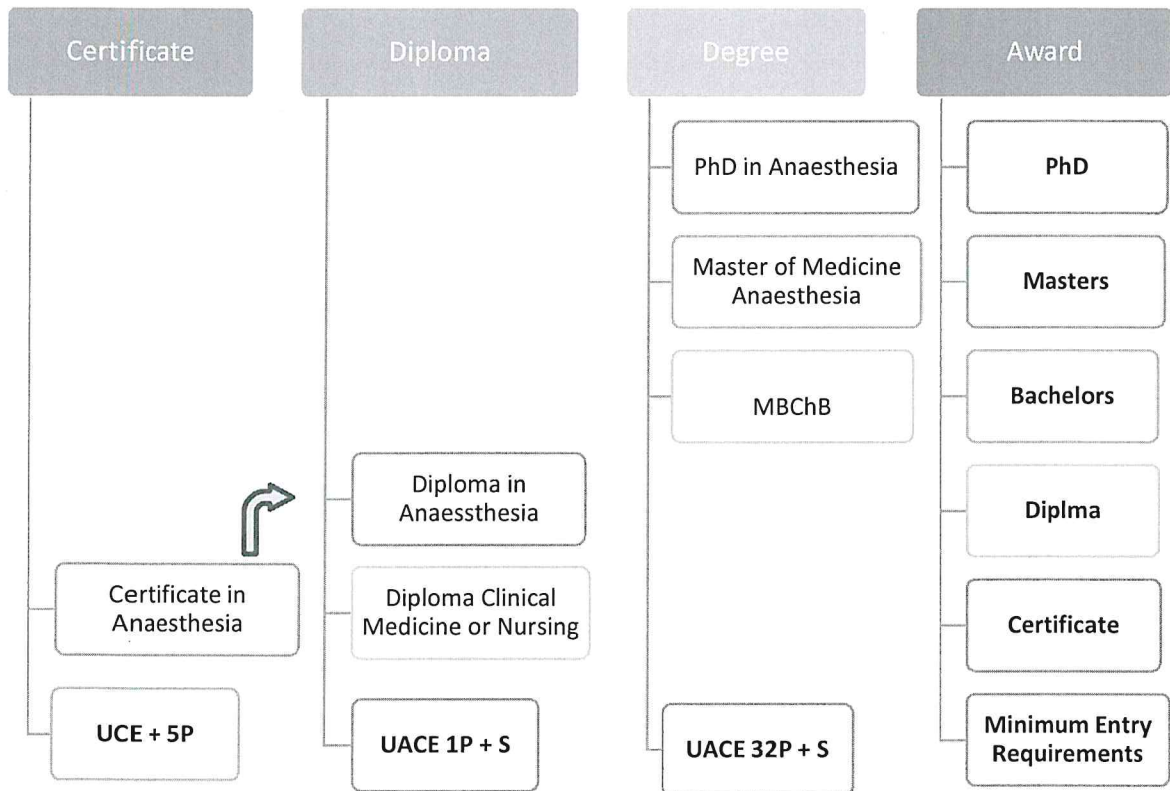 Certificate
Diploma
Degree
Award
PhD in Anaesthesia
PhD
Master of Medicine
Anaesthesia
Masters
MBChB
Bachelors
Diploma in
Anaessthesia
Diplma
Certificate in
Anaesthesia
Diploma Clinical
Medicine or Nursing
Certificate
UCE + 5P
UACE 1P + S
UACE 32P + S
Minimum Entry
Requirements